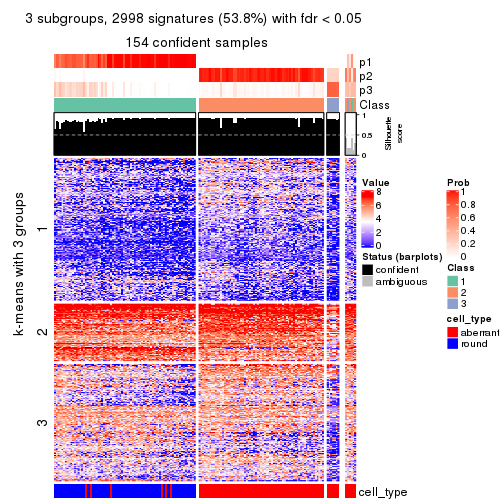 3 subgroups, 2998 signatures (53.8%) with fdr < 0.05
154 confident samples
p1
p2
p3
Class
1
0.5
0
Silhouette
score
k-means with 3 groups
1
2
3
Value
8
6
4
2
0
Status (barplots)
confident
ambiguous
Prob
1
0.8
0.6
0.4
0.2
0
Class
1
2
3
cell_type
aberrant
round
cell_type